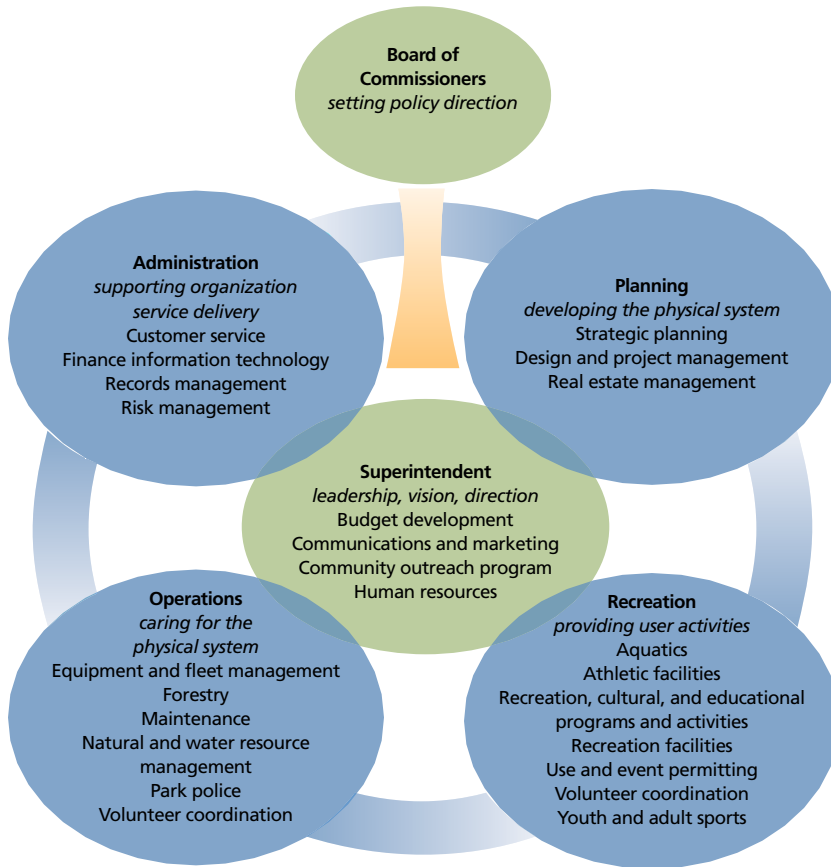 Board of
Commissioners
setting policy direction
Administration
supporting organization
service delivery
Customer service
Finance information technology
Records management
Risk management
Planning
developing the physical system
Strategic planning
Design and project management
Real estate management
Superintendent
leadership, vision, direction
Budget development
Communications and marketing
Community outreach program
Human resources
Operations
caring for the
physical system
Equipment and fleet management
Forestry
Maintenance
Natural and water resource
management
Park police
Volunteer coordination
Recreation
providing user activities
Aquatics
Athletic facilities
Recreation, cultural, and educational
programs and activities
Recreation facilities
Use and event permitting
Volunteer coordination
Youth and adult sports